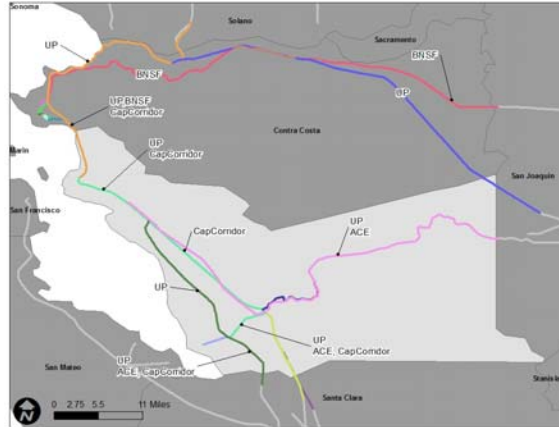 Sonoma
Solano
Sacramento
UP
BNSF
BNSF
UP
UP, BNSF
CapCorridor
Contra Costa
Marin
UP
CapCorridor
San Joaquin
San Francisco
UP
ACE
CapCorridor
UP
UP
ACE, CapCorridor
UP
ACE, CapCorridor
San Mateo
Santa Clara
Stanisla
N
0 2.75 5.5 11 Miles